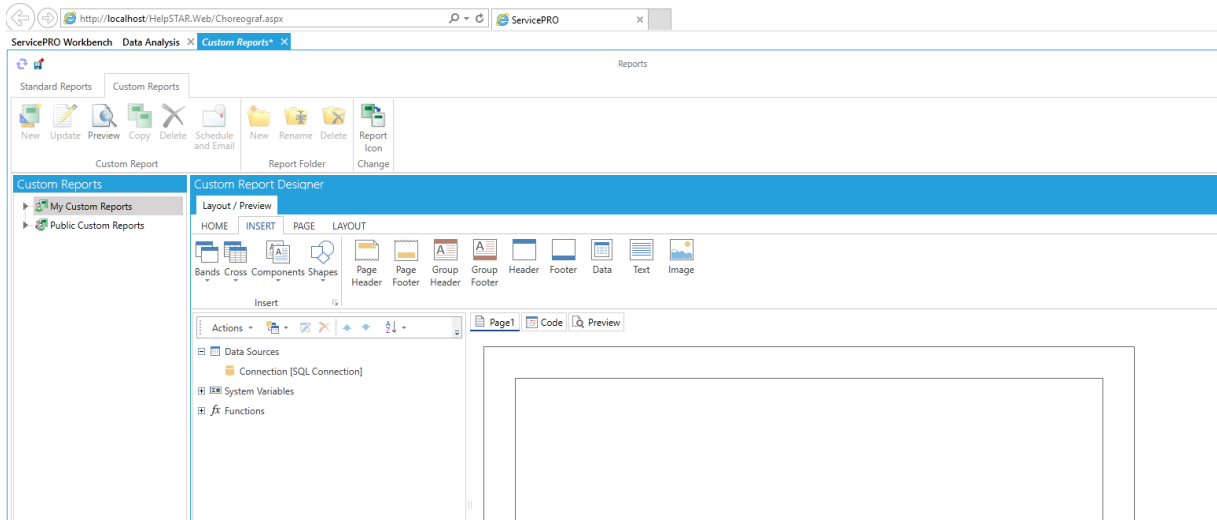 http://localhost/HelpSTAR.Web/Choreograf.aspx ServicePRO
ServicePRO Workbench Data Analysis Custom Reports*
Reports
Standard Reports Custom Reports
New Update Preview Copy Delete Schedule and Email New Rename Delete Report Icon
Custom Report Report Folder Change
Custom Reports Custom Report Designer
My Custom Reports Layout / Preview
Public Custom Reports HOME INSERT PAGE LAYOUT
Bands Cross Components Shapes Page Header Page Footer Group Header Group Footer Header Footer Data Text Image
Insert
Actions Page1 Code Preview
Data Sources
Connection [SQL Connection]
System Variables
fx Functions